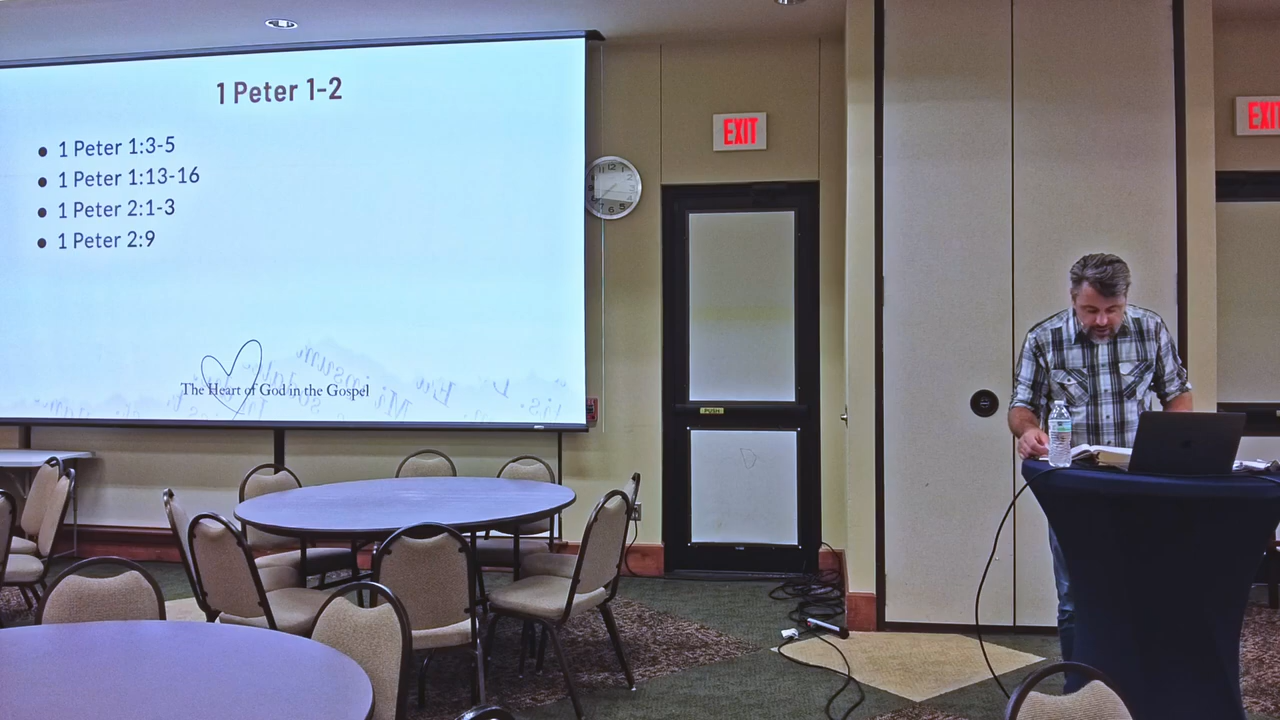 1 Peter 1-2
• 1 Peter 1:3-5
• 1 Peter 1:13-16
• 1 Peter 2:1-3
• 1 Peter 2:9
The Heart of God in the Gospel
EXIT
EXIT
PUSH